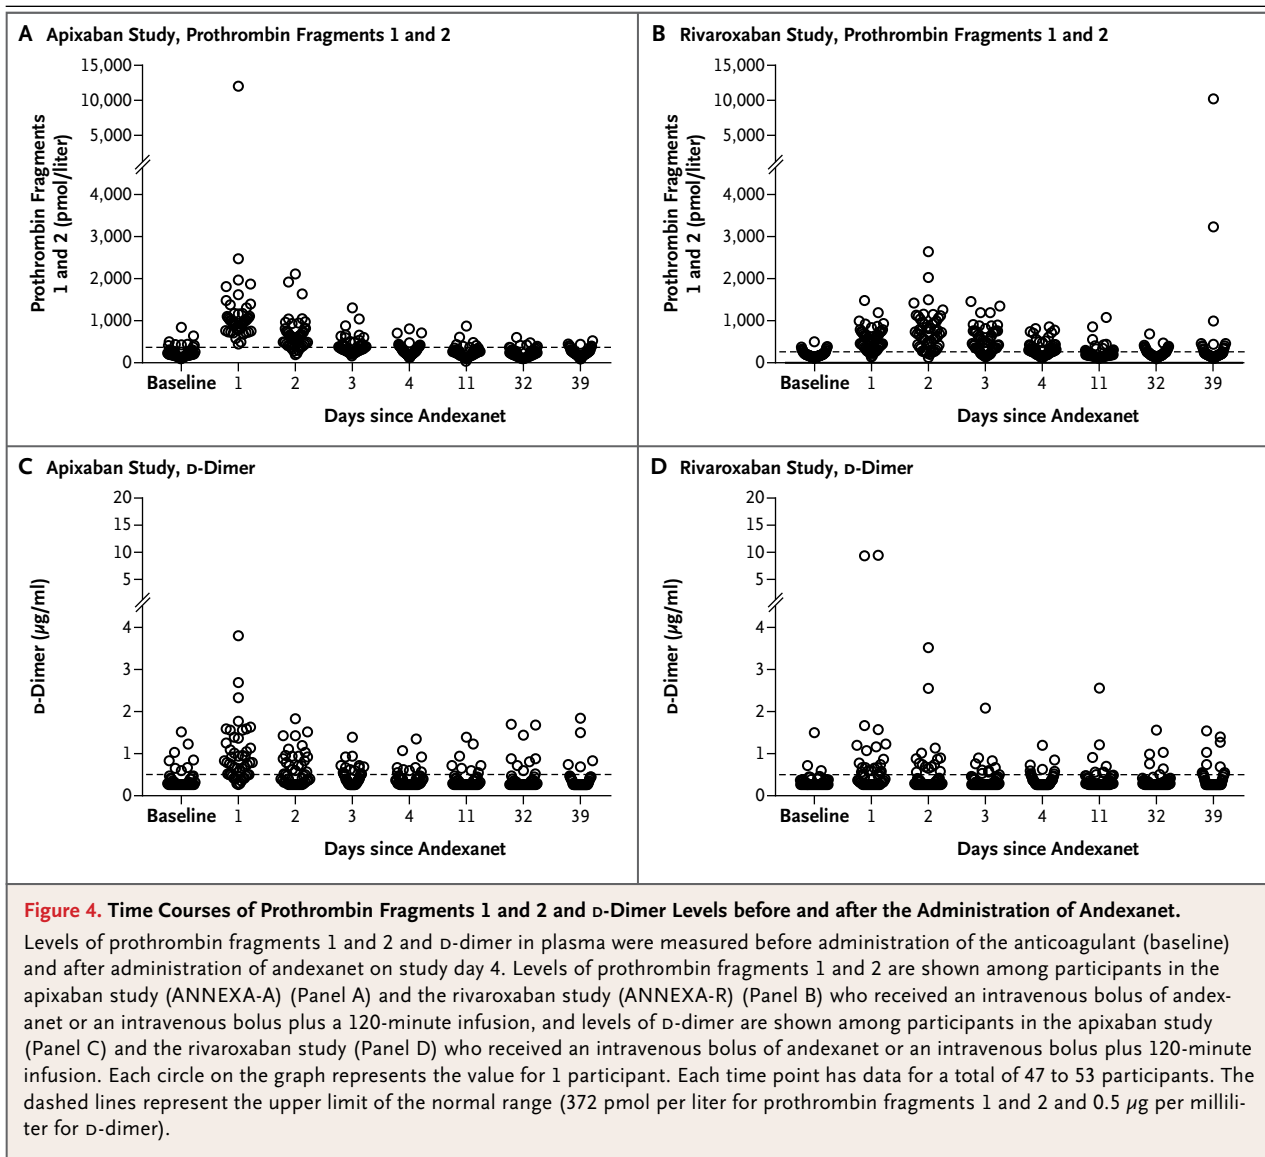 A Apixaban Study, Prothrombin Fragments 1 and 2
Prothrombin Fragments
1 and 2 (pmol/liter)
15,000
10,000
5,000
4,000
3,000
2,000
1,000
0
Baseline 1 2 3 4 11 32 39
Days since Andexanet
B Rivaroxaban Study, Prothrombin Fragments 1 and 2
Prothrombin Fragments
1 and 2 (pmol/liter)
15,000
10,000
5,000
4,000
3,000
2,000
1,000
0
Baseline 1 2 3 4 11 32 39
Days since Andexanet
C Apixaban Study, D-Dimer
D-Dimer (μg/ml)
20
15
10
5
4
3
2
1
0
Baseline 1 2 3 4 11 32 39
Days since Andexanet
D Rivaroxaban Study, D-Dimer
D-Dimer (μg/ml)
20
15
10
5
4
3
2
1
0
Baseline 1 2 3 4 11 32 39
Days since Andexanet
Figure 4. Time Courses of Prothrombin Fragments 1 and 2 and D-Dimer Levels before and after the Administration of Andexanet.
Levels of prothrombin fragments 1 and 2 and D-dimer in plasma were measured before administration of the anticoagulant (baseline)
and after administration of andexanet on study day 4. Levels of prothrombin fragments 1 and 2 are shown among participants in the
apixaban study (ANNEXA-A) (Panel A) and the rivaroxaban study (ANNEXA-R) (Panel B) who received an intravenous bolus of andex-
anet or an intravenous bolus plus a 120-minute infusion, and levels of D-dimer are shown among participants in the apixaban study
(Panel C) and the rivaroxaban study (Panel D) who received an intravenous bolus of andexanet or an intravenous bolus plus 120-minute
infusion. Each circle on the graph represents the value for 1 participant. Each time point has data for a total of 47 to 53 participants. The
dashed lines represent the upper limit of the normal range (372 pmol per liter for prothrombin fragments 1 and 2 and 0.5 μg per millili-
ter for D-dimer).